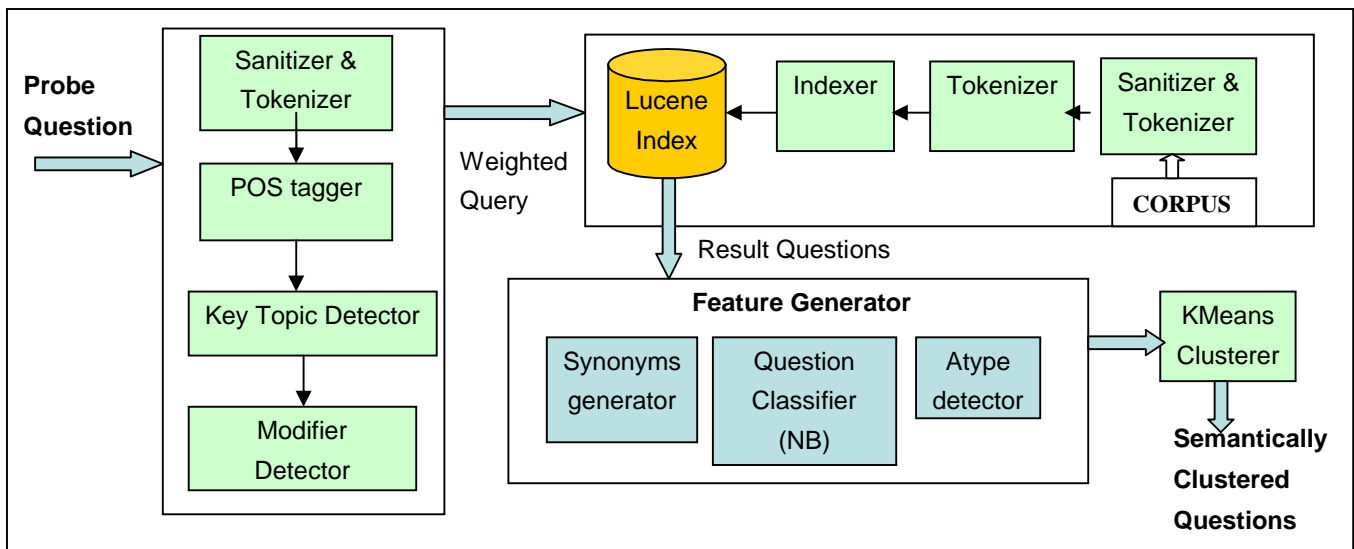 Probe
Question
Sanitizer &
Tokenizer
POS tagger
Key Topic Detector
Modifier
Detector
Weighted
Query
Lucene
Index
Indexer
Tokenizer
Sanitizer &
Tokenizer
CORPUS
Result Questions
Feature Generator
Synonyms
generator
Question
Classifier
(NB)
Atype
detector
KMeans
Clusterer
Semantically
Clustered
Questions